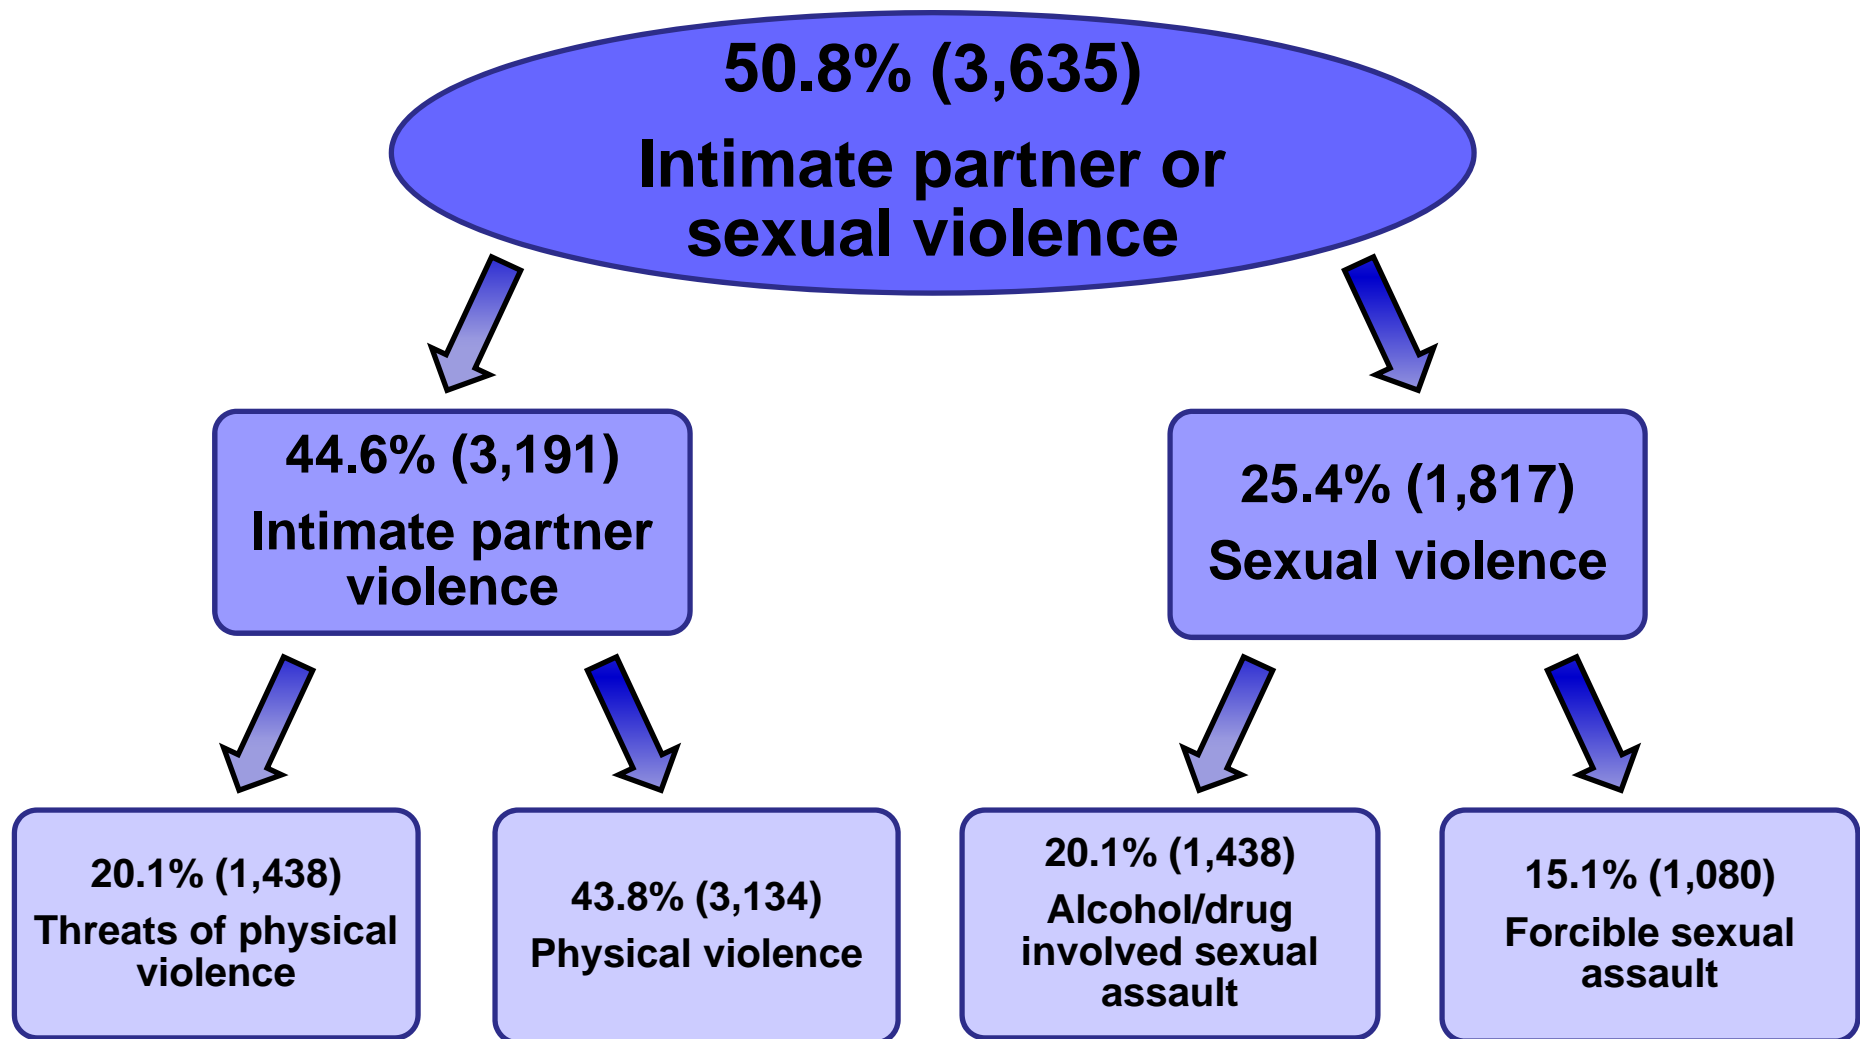 50.8% (3,635)
Intimate partner or
sexual violence
44.6% (3,191)
Intimate partner
violence
25.4% (1,817)
Sexual violence
20.1% (1,438)
Threats of physical
violence
43.8% (3,134)
Physical violence
20.1% (1,438)
Alcohol/drug
involved sexual
assault
15.1% (1,080)
Forcible sexual
assault